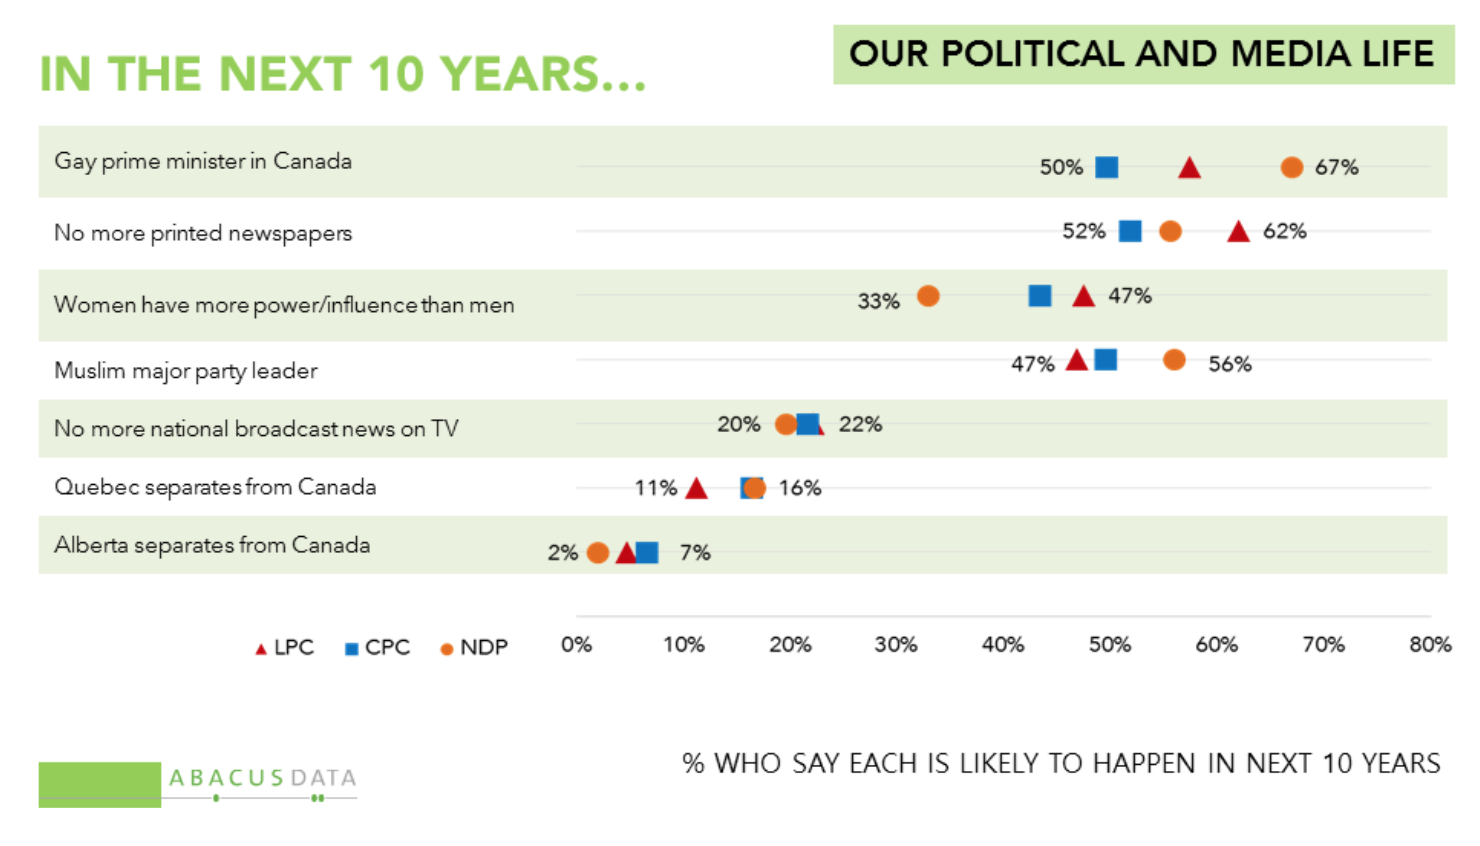 IN THE NEXT 10 YEARS...
OUR POLITICAL AND MEDIA LIFE
Gay prime minister in Canada
50%
67%
No more printed newspapers
52%
62%
Women have more power/influence than men
33%
47%
Muslim major party leader
47%
56%
No more national broadcast news on TV
20%
22%
Quebec separates from Canada
11%
16%
Alberta separates from Canada
2%
7%
LPC CPC NDP
0% 10% 20% 30% 40% 50% 60% 70% 80%
% WHO SAY EACH IS LIKELY TO HAPPEN IN NEXT 10 YEARS
ABACUS DATA